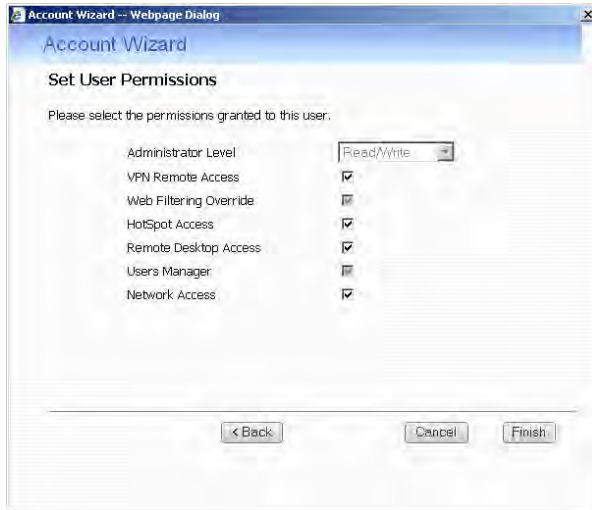 Account Wizard -- Webpage Dialog
Account Wizard
Set User Permissions
Please select the permissions granted to this user.
Administrator Level Read/Write
VPN Remote Access
Web Filtering Override
HotSpot Access
Remote Desktop Access
Users Manager
Network Access
< Back Cancel Finish